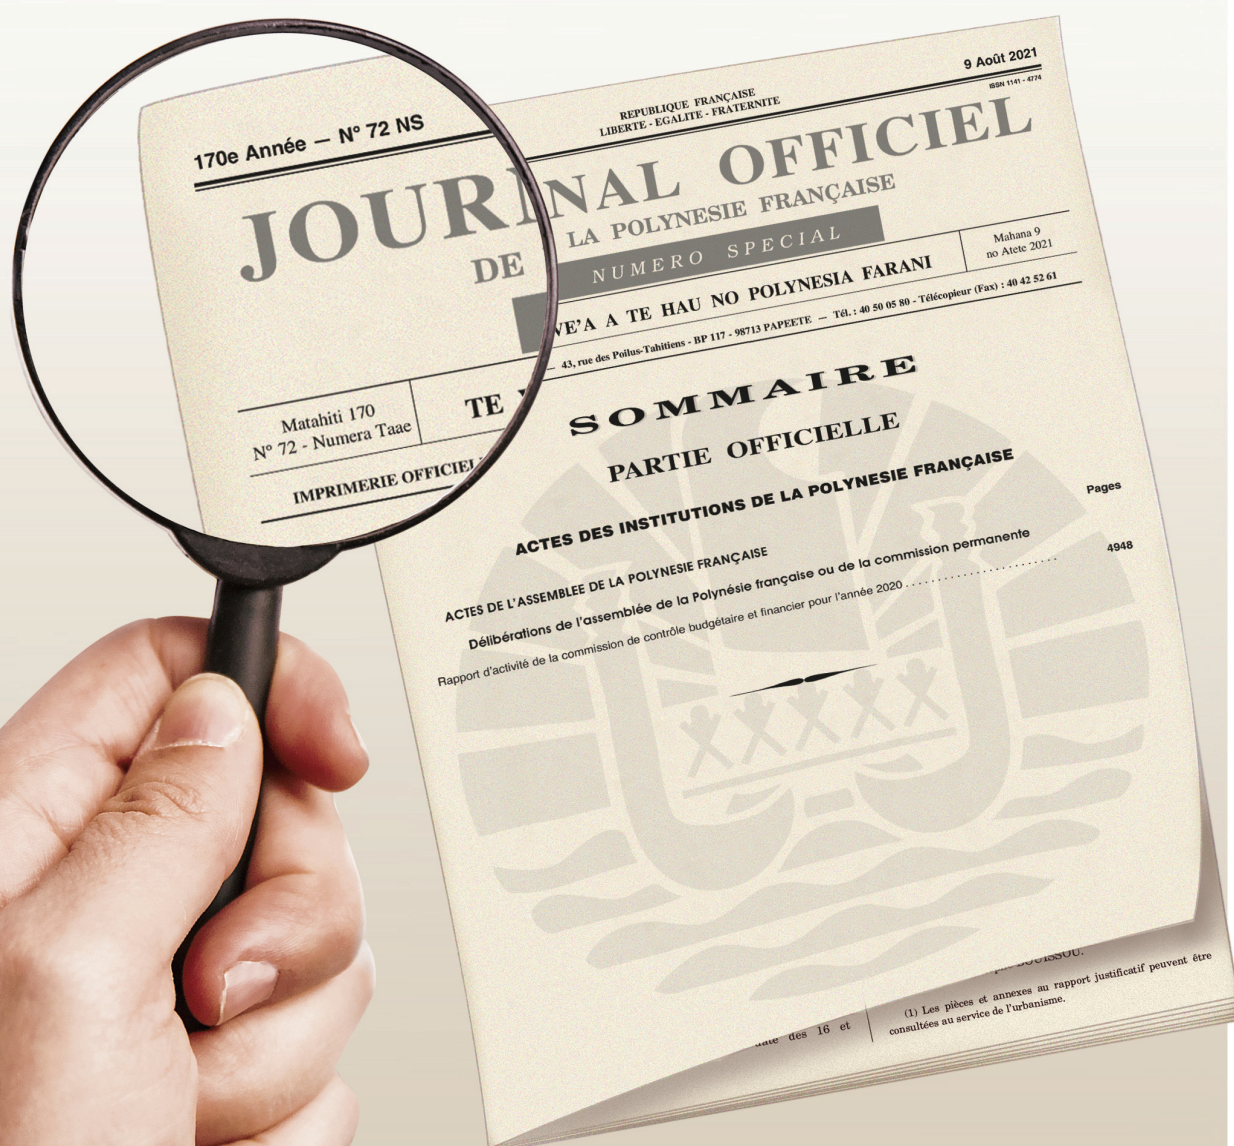 170e Année — N° 72 NS
REPUBLIQUE FRANÇAISE
LIBERTE - EGALITE - FRATERNITE
9 Août 2021
ISSN 1141 - 4774
JOURNAL OFFICIEL
DE LA POLYNESIE FRANÇAISE
NUMERO SPECIAL
Matahiti 170
N° 72 - Numera Taae
TE VE'A A TE HAU NO POLYNESIA FARANI
Mahana 9
no Atete 2021
IMPRIMERIE OFFICIELLE — 43, rue des Poilus-Tahitiens - BP 117 - 98713 PAPEETE — Tél. : 40 50 05 80 - Télécopieur (Fax) : 40 42 52 61
SOMMAIRE
PARTIE OFFICIELLE
ACTES DES INSTITUTIONS DE LA POLYNESIE FRANÇAISE
Pages
ACTES DE L'ASSEMBLEE DE LA POLYNESIE FRANÇAISE
Délibérations de l'assemblée de la Polynésie française ou de la commission permanente
Rapport d'activité de la commission de contrôle budgétaire et financier pour l'année 2020 . . . . . . . . . . . . . . . . . . . . . . 4948
date des 16 et
BOUISSOU.
(1) Les pièces et annexes au rapport justificatif peuvent être
consultées au service de l'urbanisme.